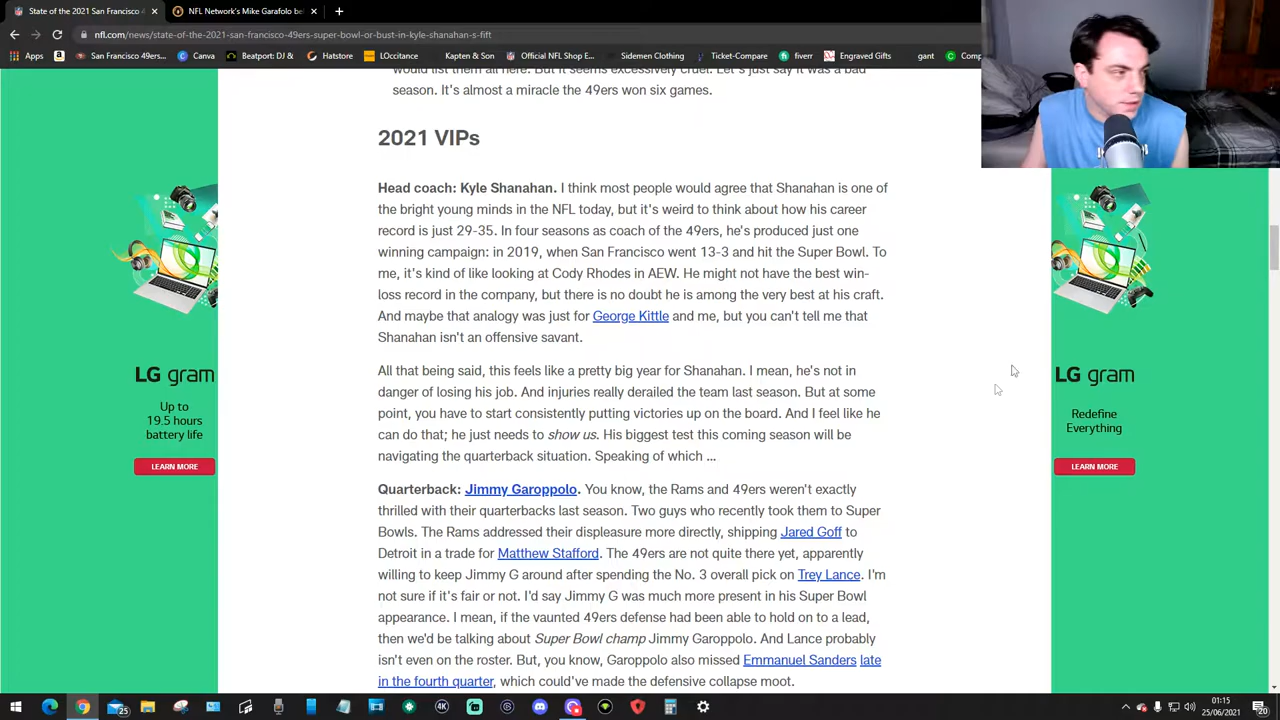 State of the 2021 San Francisco 4
NFL Network's Mike Garafolo bel
nfl.com/news/state-of-the-2021-san-francisco-49ers-super-bowl-or-bust-in-kyle-shanahan-s-fift
Apps
San Francisco 49ers...
Beatport: DJ &
Hatstore
LOccitance
Kapten & Son
Official NFL Shop E...
Sidemen Clothing
Ticket-Compare
fiverr
Engraved Gifts
gant
Comp
would list them all here. But it seems excessively cruel. Let's just say it was a bad
season. It's almost a miracle the 49ers won six games.
2021 VIPs
Head coach: Kyle Shanahan. I think most people would agree that Shanahan is one of
the bright young minds in the NFL today, but it's weird to think about how his career
record is just 29-35. In four seasons as coach of the 49ers, he's produced just one
winning campaign: in 2019, when San Francisco went 13-3 and hit the Super Bowl. To
me, it's kind of like looking at Cody Rhodes in AEW. He might not have the best win-
loss record in the company, but there is no doubt he is among the very best at his craft.
And maybe that analogy was just for George Kittle and me, but you can't tell me that
Shanahan isn't an offensive savant.
All that being said, this feels like a pretty big year for Shanahan. I mean, he's not in
danger of losing his job. And injuries really derailed the team last season. But at some
point, you have to start consistently putting victories up on the board. And I feel like he
can do that; he just needs to show us. His biggest test this coming season will be
navigating the quarterback situation. Speaking of which ...
Quarterback: Jimmy Garoppolo. You know, the Rams and 49ers weren't exactly
thrilled with their quarterbacks last season. Two guys who recently took them to Super
Bowls. The Rams addressed their displeasure more directly, shipping Jared Goff to
Detroit in a trade for Matthew Stafford. The 49ers are not quite there yet, apparently
willing to keep Jimmy G around after spending the No. 3 overall pick on Trey Lance. I'm
not sure if it's fair or not. I'd say Jimmy G was much more present in his Super Bowl
appearance. I mean, if the vaunted 49ers defense had been able to hold on to a lead,
then we'd be talking about Super Bowl champ Jimmy Garoppolo. And Lance probably
isn't even on the roster. But, you know, Garoppolo also missed Emmanuel Sanders late
in the fourth quarter, which could've made the defensive collapse moot.
LG gram
Up to
19.5 hours
battery life
LEARN MORE
LG gram
Redefine
Everything
LEARN MORE
25
4K
01:15
25/06/2021
20